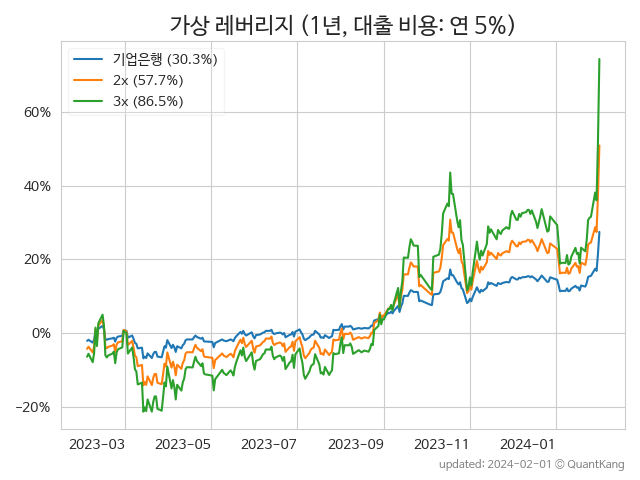 가상 레버리지 (1년, 대출 비용: 연 5%)
기업은행 (30.3%)
2x (57.7%)
3x (86.5%)
60%
40%
20%
0%
−20%
2023−03
2023−05
2023−07
2023−09
2023−11
2024−01
updated: 2024-02-01 © QuantKang